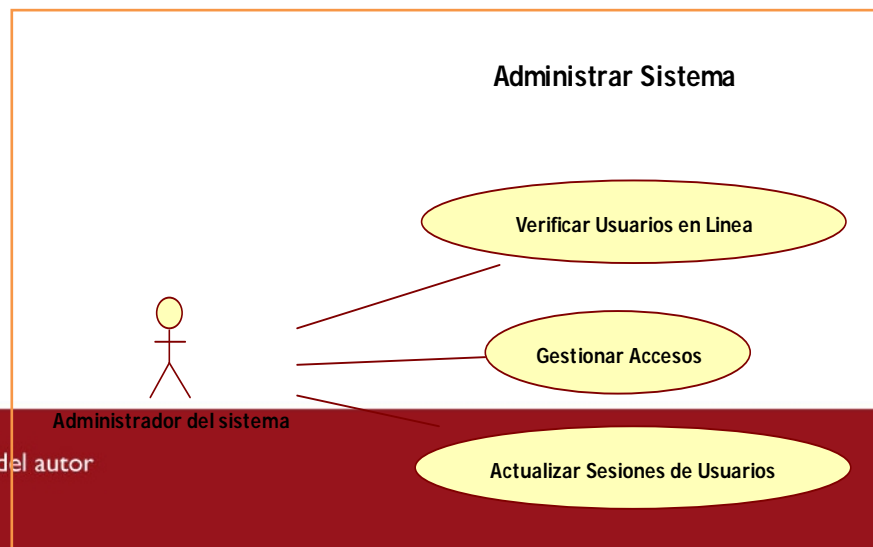 Administrar Sistema
Verificar Usuarios en Linea
Gestionar Accesos
Administrador del sistema
del autor
Actualizar Sesiones de Usuarios